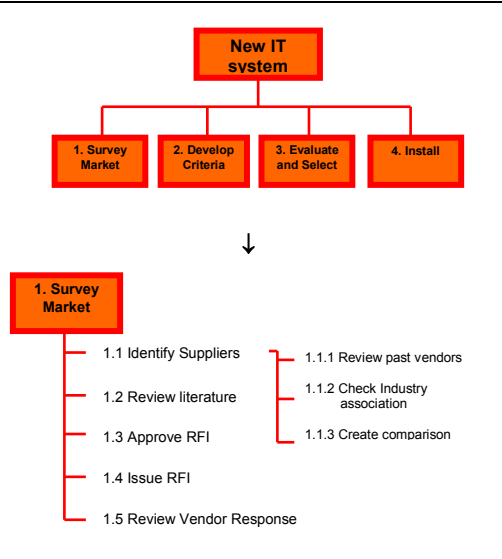 New IT
system
1. Survey
Market
2. Develop
Criteria
3. Evaluate
and Select
4. Install
↓
1. Survey
Market
1.1 Identify Suppliers
1.2 Review literature
1.3 Approve RFI
1.4 Issue RFI
1.5 Review Vendor Response
1.1.1 Review past vendors
1.1.2 Check Industry
association
1.1.3 Create comparison